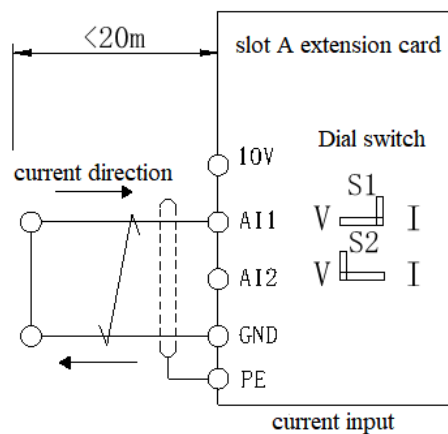 <20m
slot A extension card
Dial switch
10V
current direction
S1
AI1
V
I
S2
AI2
V
I
GND
PE
current input